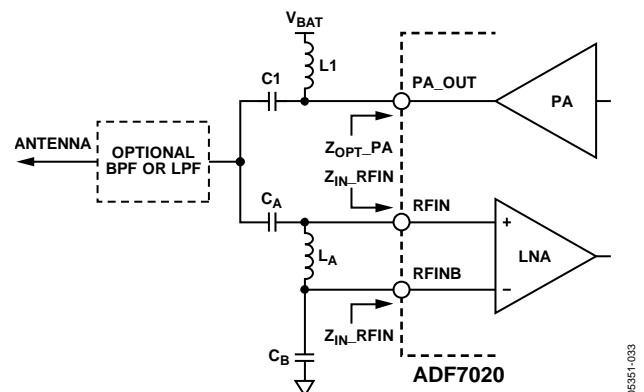 VBAT
L1
C1
PA_OUT
PA
ANTENNA
OPTIONAL
BPF OR LPF
ZOPT_PA
ZIN_RFIN
CA
RFIN
+
LA
LNA
RFINB
–
ZIN_RFIN
CB
ADF7020
05351-033